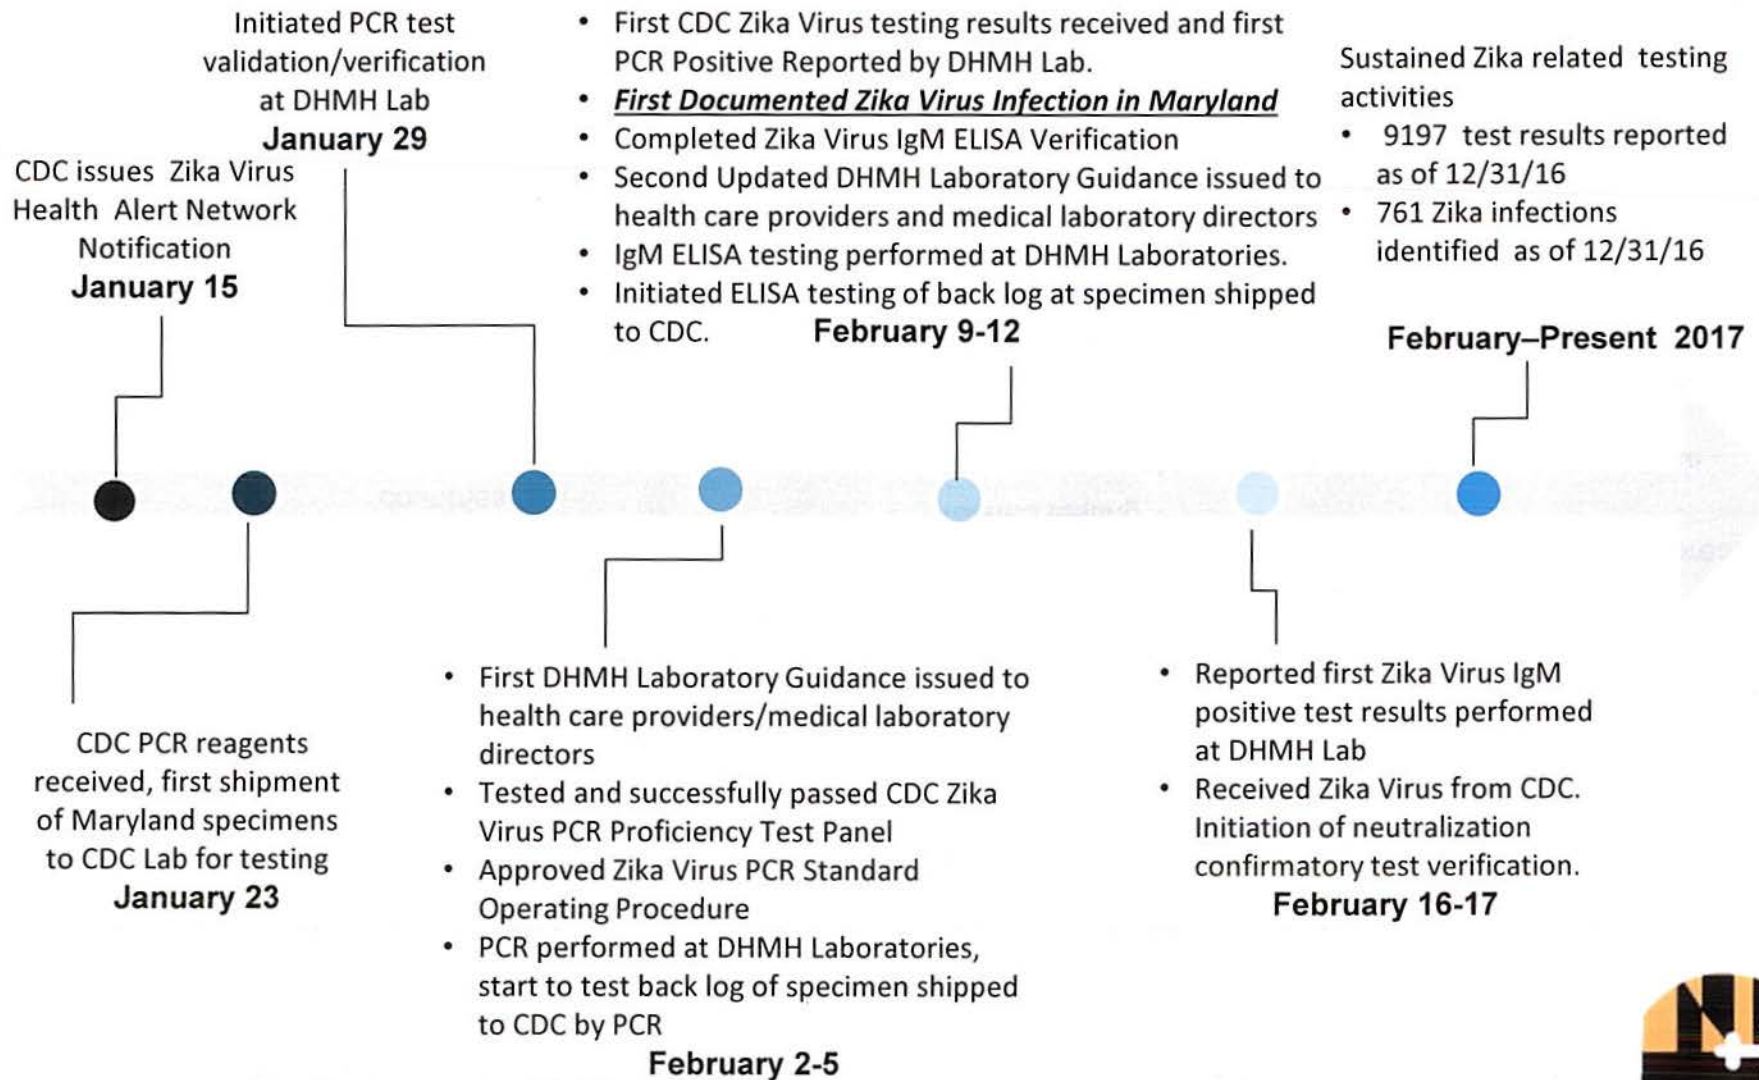 CDC issues Zika Virus
Health Alert Network
Notification
January 15
Initiated PCR test
validation/verification
at DHMH Lab
January 29
• First CDC Zika Virus testing results received and first
PCR Positive Reported by DHMH Lab.
• First Documented Zika Virus Infection in Maryland
• Completed Zika Virus IgM ELISA Verification
• Second Updated DHMH Laboratory Guidance issued to
health care providers and medical laboratory directors
• IgM ELISA testing performed at DHMH Laboratories.
• Initiated ELISA testing of back log at specimen shipped
to CDC.
February 9-12
Sustained Zika related testing
activities
• 9197 test results reported
as of 12/31/16
• 761 Zika infections
identified as of 12/31/16
February–Present 2017
CDC PCR reagents
received, first shipment
of Maryland specimens
to CDC Lab for testing
January 23
• First DHMH Laboratory Guidance issued to
health care providers/medical laboratory
directors
• Tested and successfully passed CDC Zika
Virus PCR Proficiency Test Panel
• Approved Zika Virus PCR Standard
Operating Procedure
• PCR performed at DHMH Laboratories,
start to test back log of specimen shipped
to CDC by PCR
February 2-5
• Reported first Zika Virus IgM
positive test results performed
at DHMH Lab
• Received Zika Virus from CDC.
Initiation of neutralization
confirmatory test verification.
February 16-17